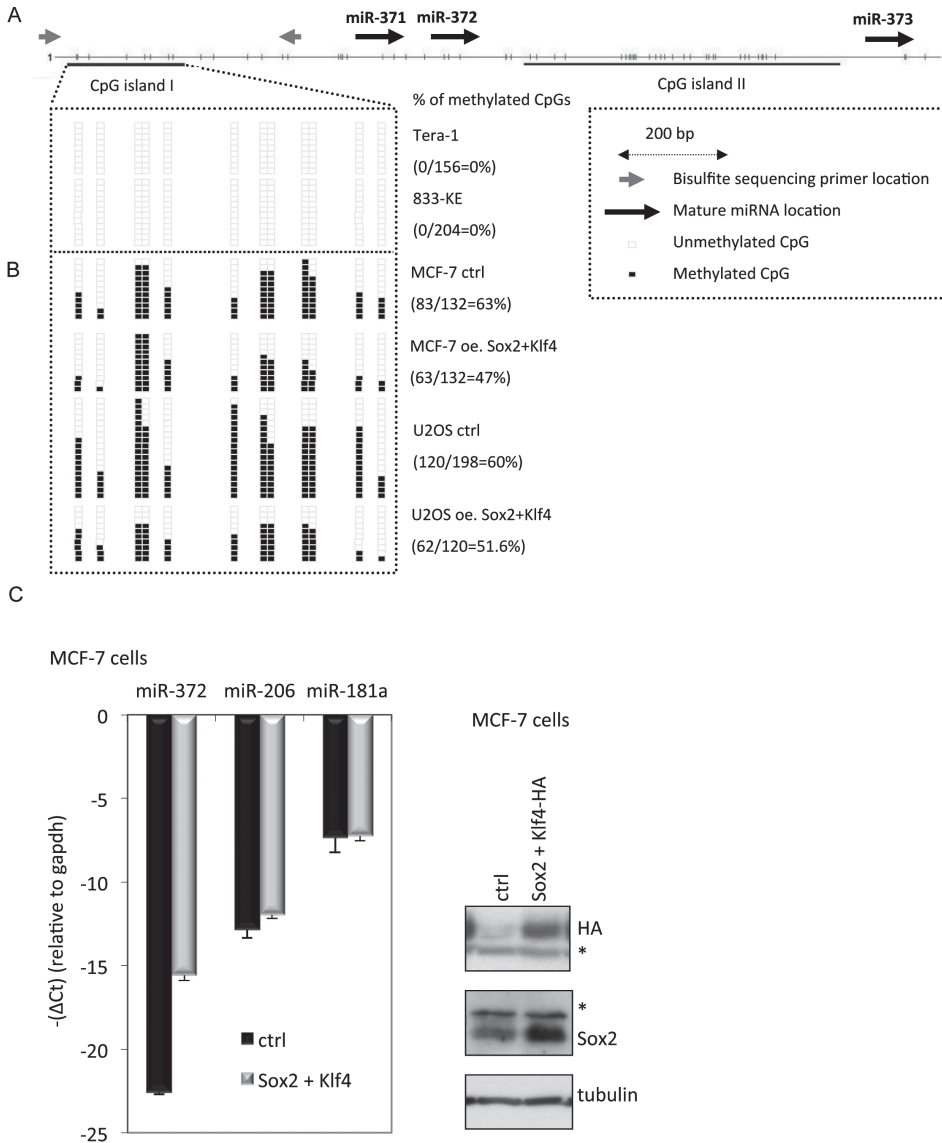 A
miR-371
miR-372
miR-373
1
CpG island I
CpG island II
% of methylated CpGs
Tera-1
(0/156=0%)
833-KE
(0/204=0%)
200 bp
Bisulfite sequencing primer location
Mature miRNA location
Unmethylated CpG
Methylated CpG
B
MCF-7 ctrl
(83/132=63%)
MCF-7 oe. Sox2+Klf4
(63/132=47%)
U2OS ctrl
(120/198=60%)
U2OS oe. Sox2+Klf4
(62/120=51.6%)
C
MCF-7 cells
miR-372
miR-206
miR-181a
0
-5
-10
-15
-20
-25
-(ΔCt) (relative to gapdh)
ctrl
Sox2 + Klf4
MCF-7 cells
ctrl
Sox2 + Klf4-HA
HA
*
*
Sox2
tubulin